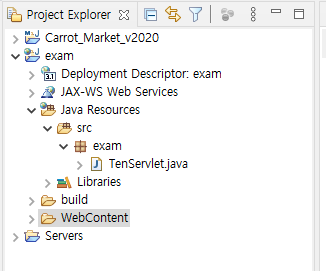 Project Explorer
Carrot_Market_v2020
exam
Deployment Descriptor: exam
JAX-WS Web Services
Java Resources
src
exam
TenServlet.java
Libraries
build
WebContent
Servers